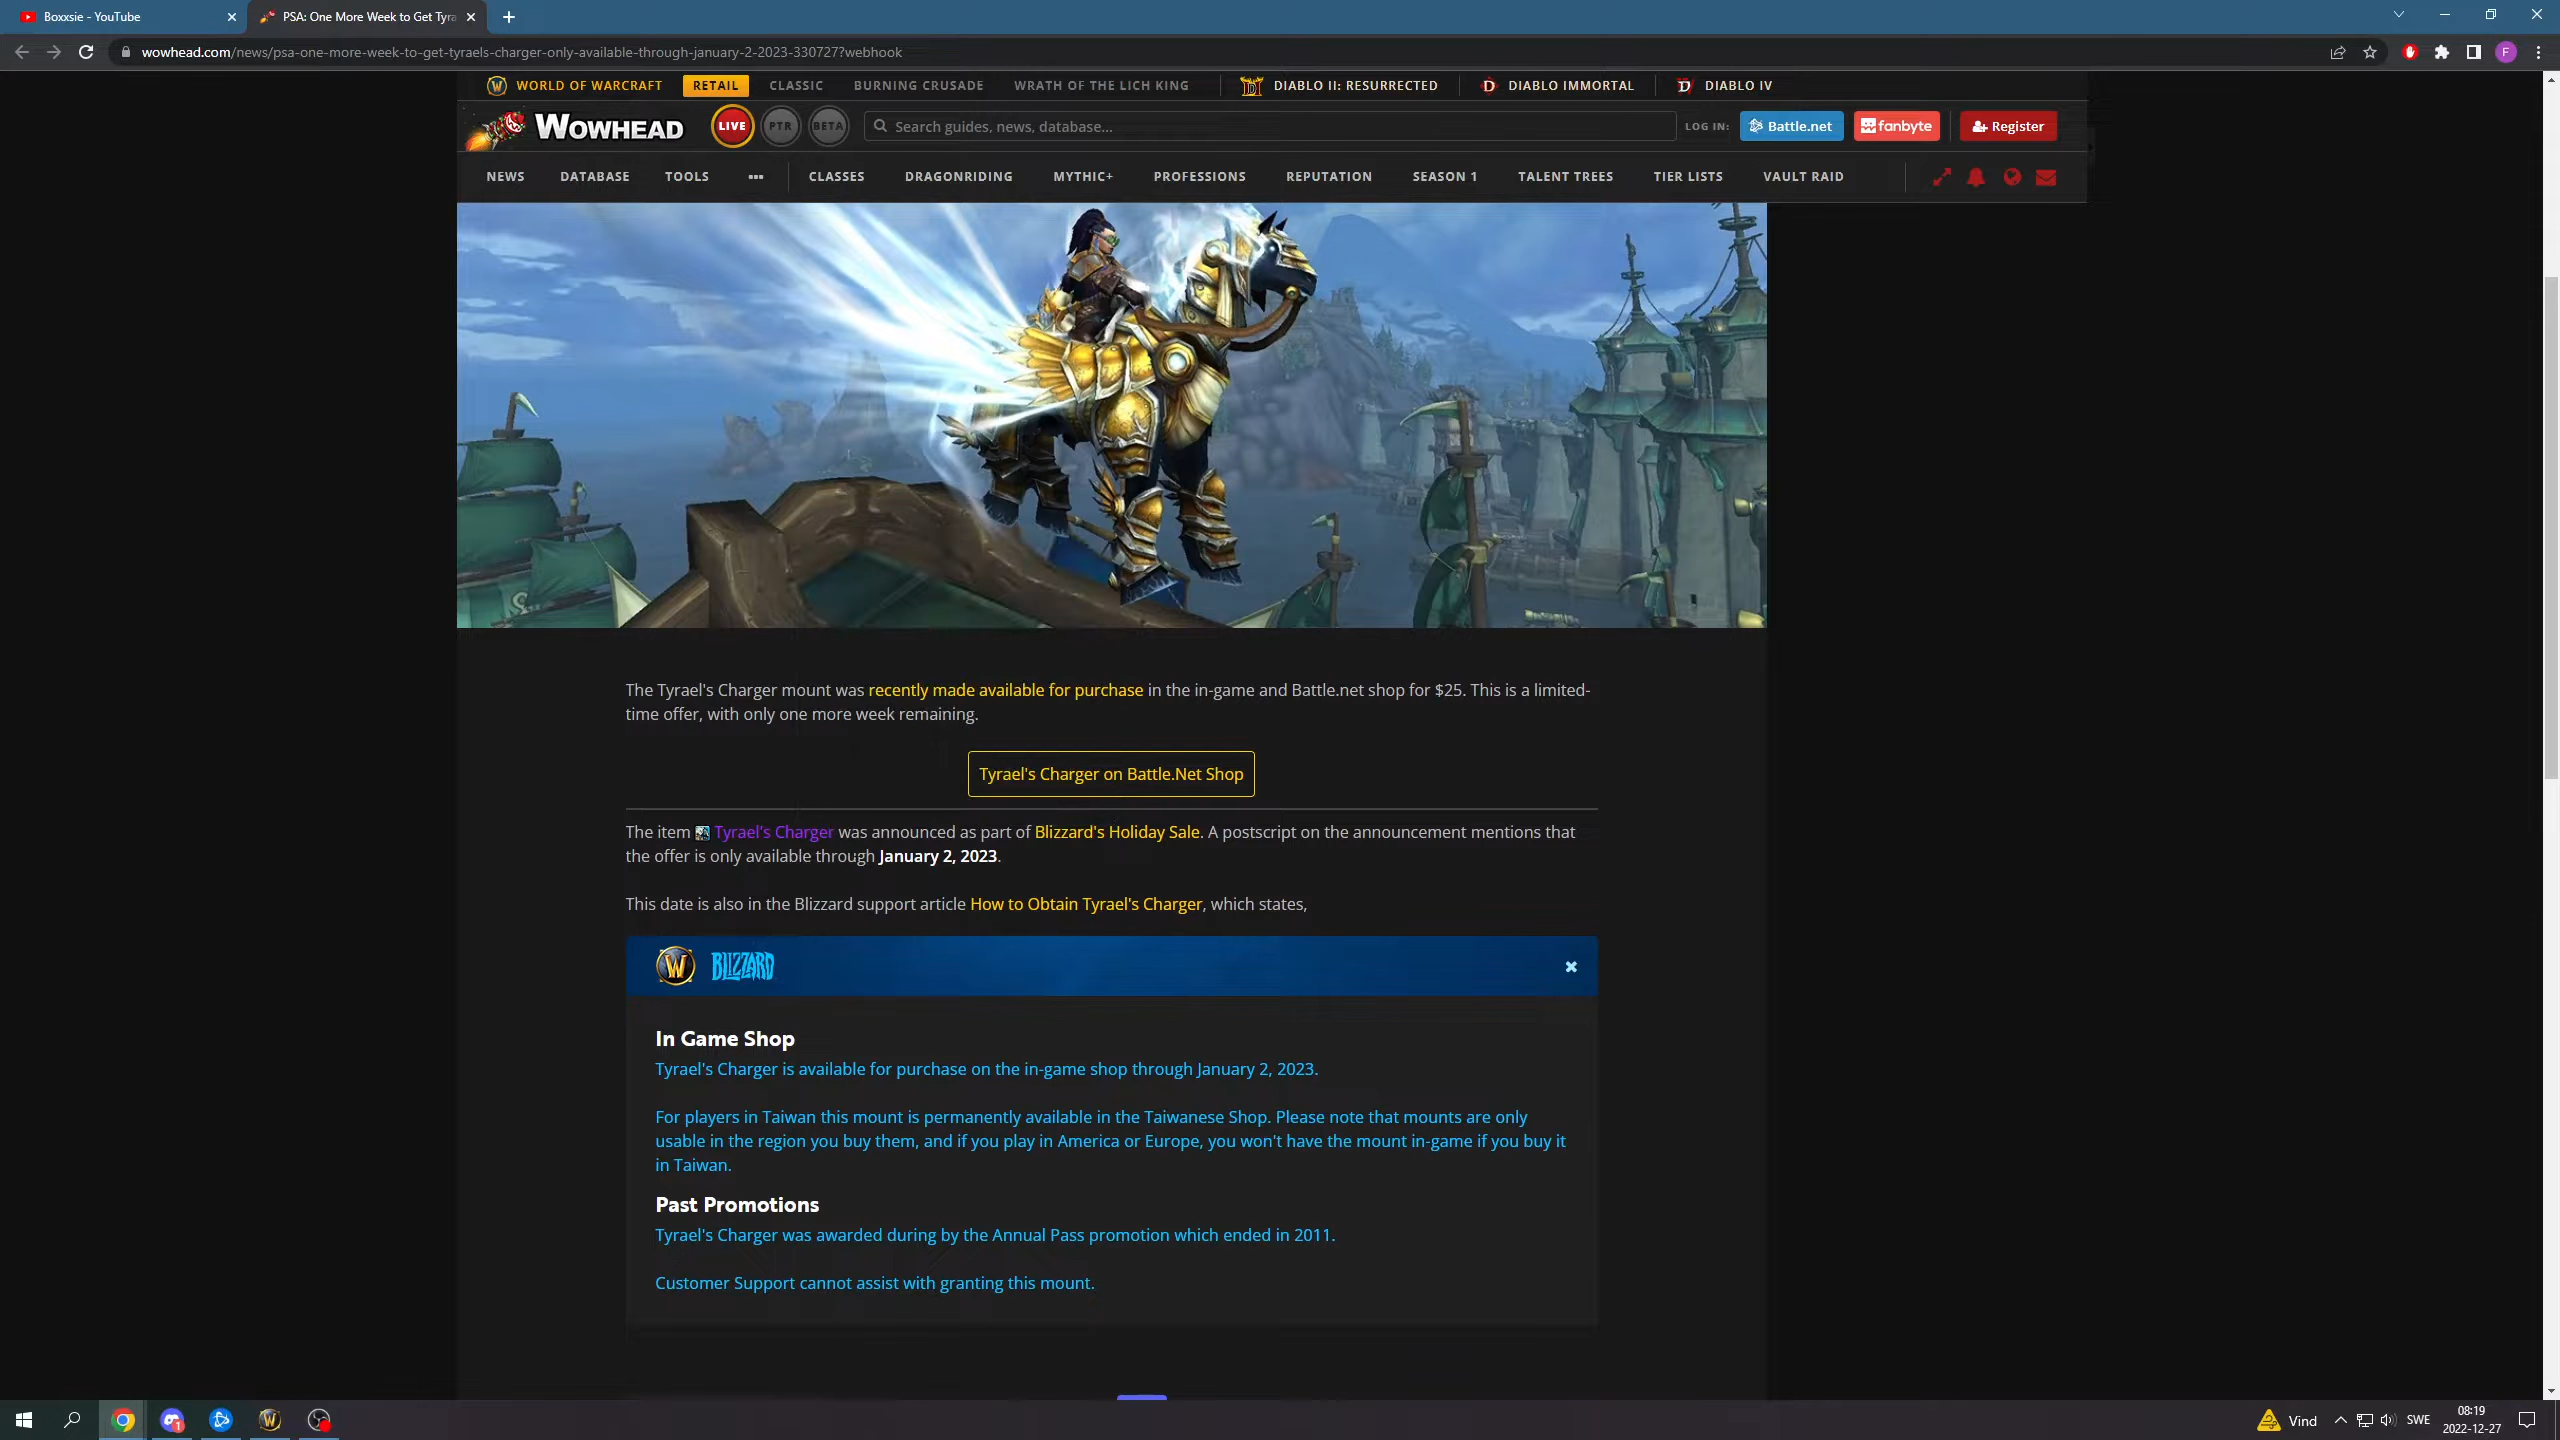 Boxxsie - YouTube
PSA: One More Week to Get Tyra
wowhead.com/news/psa-one-more-week-to-get-tyraels-charger-only-available-through-january-2-2023-330727?webhook
F
WORLD OF WARCRAFT RETAIL CLASSIC BURNING CRUSADE WRATH OF THE LICH KING DIABLO II: RESURRECTED DIABLO IMMORTAL DIABLO IV
WOWHEAD LIVE PTR BETA Search guides, news, database... LOG IN: Battle.net fanbyte Register
NEWS DATABASE TOOLS ••• CLASSES DRAGONRIDING MYTHIC+ PROFESSIONS REPUTATION SEASON 1 TALENT TREES TIER LISTS VAULT RAID
The Tyrael's Charger mount was recently made available for purchase in the in-game and Battle.net shop for $25. This is a limited-
time offer, with only one more week remaining.
Tyrael's Charger on Battle.Net Shop
The item Tyrael's Charger was announced as part of Blizzard's Holiday Sale. A postscript on the announcement mentions that
the offer is only available through January 2, 2023.
This date is also in the Blizzard support article How to Obtain Tyrael's Charger, which states,
W BLIZZARD
In Game Shop
Tyrael's Charger is available for purchase on the in-game shop through January 2, 2023.
For players in Taiwan this mount is permanently available in the Taiwanese Shop. Please note that mounts are only
usable in the region you buy them, and if you play in America or Europe, you won't have the mount in-game if you buy it
in Taiwan.
Past Promotions
Tyrael's Charger was awarded during by the Annual Pass promotion which ended in 2011.
Customer Support cannot assist with granting this mount.
1
Vind SWE 08:19
2022-12-27